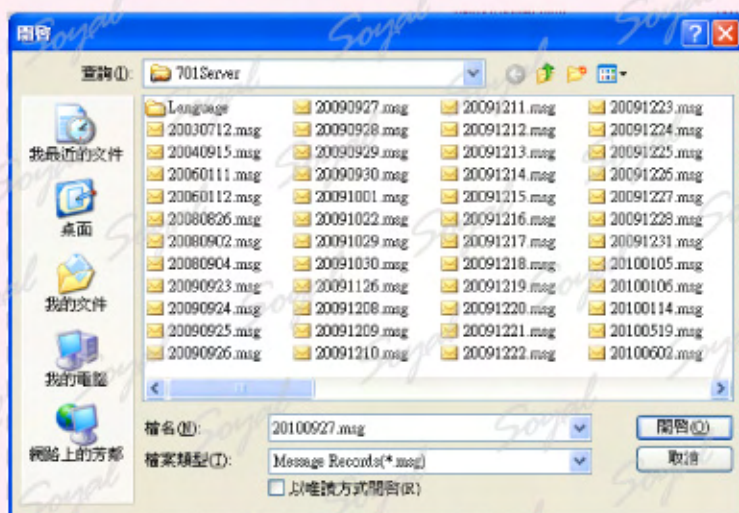 開啟
查詢(I):
701Server
我最近的文件
桌面
我的文件
我的電腦
網路上的芳鄰
Language
20030712.msg
20040915.msg
20060111.msg
20060112.msg
20080826.msg
20080902.msg
20080904.msg
20090923.msg
20090924.msg
20090925.msg
20090926.msg
20090927.msg
20090928.msg
20090929.msg
20090930.msg
20091001.msg
20091022.msg
20091029.msg
20091030.msg
20091126.msg
20091208.msg
20091209.msg
20091210.msg
20091211.msg
20091212.msg
20091213.msg
20091214.msg
20091215.msg
20091216.msg
20091217.msg
20091218.msg
20091219.msg
20091220.msg
20091221.msg
20091222.msg
20091223.msg
20091224.msg
20091225.msg
20091226.msg
20091227.msg
20091228.msg
20091231.msg
20100105.msg
20100106.msg
20100114.msg
20100519.msg
20100602.msg
檔名(N):
20100927.msg
開啟(O)
檔案類型(T):
Message Records(*.msg)
取消
以唯讀方式開啟(R)
Soyal